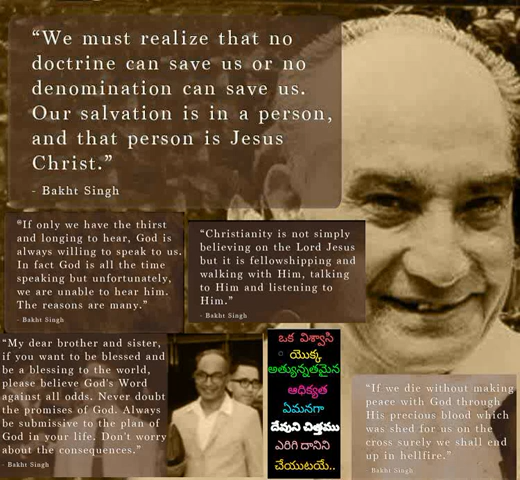 “We must realize that no
doctrine can save us or no
denomination can save us.
Our salvation is in a person,
and that person is Jesus
Christ.”
- Bakht Singh
“If only we have the thirst
and longing to hear, God is
always willing to speak to us.
In fact God is all the time
speaking but unfortunately,
we are unable to hear him.
The reasons are many.”
- Bakht Singh
“Christianity is not simply
believing on the Lord Jesus
but it is fellowshipping and
walking with Him, talking
to Him and listening to
Him.”
- Bakht Singh
“My dear brother and sister,
if you want to be blessed and
be a blessing to the world,
please believe God's Word
against all odds. Never doubt
the promises of God. Always
be submissive to the plan of
God in your life. Don't worry
about the consequences.”
- Bakht Singh
ఒక విశ్వాసి
యొక్క
అత్యున్నతమైన
ఆధిక్యత
ఏమనగా
దేవుని చిత్తము
ఎరిగి దానిని
చేయుటయే..
“If we die without making
peace with God through
His precious blood which
was shed for us on the
cross surely we shall end
up in hellfire.”
- Bakht Singh